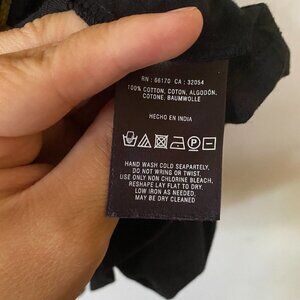 RN : 66170 CA : 32054
100% COTTON, COTON, ALGODÓN,
COTONE, BAUMWOLLE
HECHO EN INDIA
HAND WASH COLD SEAPARTELY.
DO NOT WRING OR TWIST.
USE ONLY NON CHLORINE BLEACH.
RESHAPE LAY FLAT TO DRY.
LOW IRON AS NEEDED.
MAY BE DRY CLEANED